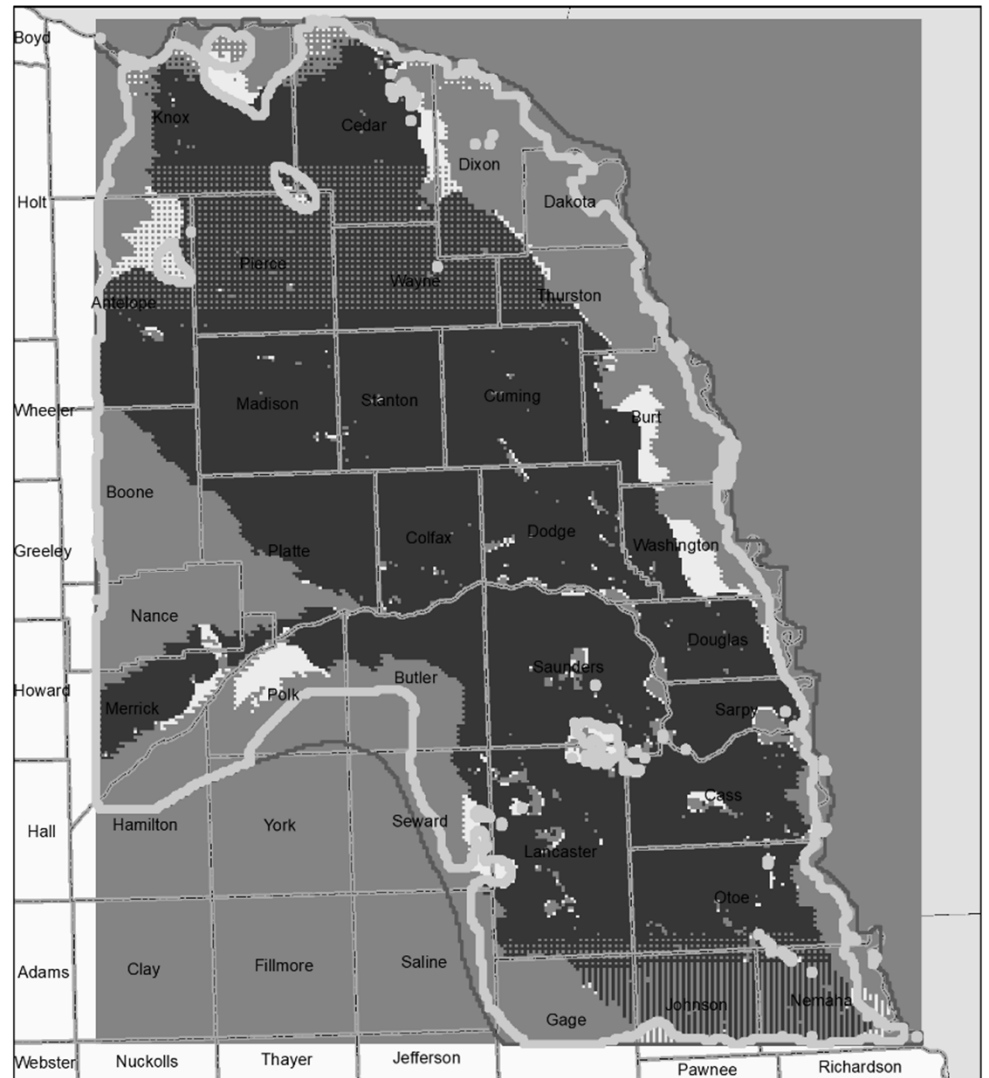 Boyd
Knox
Cedar
Dixon
Holt
Dakota
Pierce
Wayne
Antelope
Thurston
Wheeler
Madison
Stanton
Cuming
Burt
Boone
Greeley
Platte
Colfax
Dodge
Washington
Nance
Douglas
Howard
Merrick
Polk
Butler
Saunders
Sarpy
Hall
Hamilton
York
Seward
Lancaster
Cass
Otoe
Adams
Clay
Fillmore
Saline
Gage
Johnson
Nemaha
Webster
Nuckolls
Thayer
Jefferson
Pawnee
Richardson